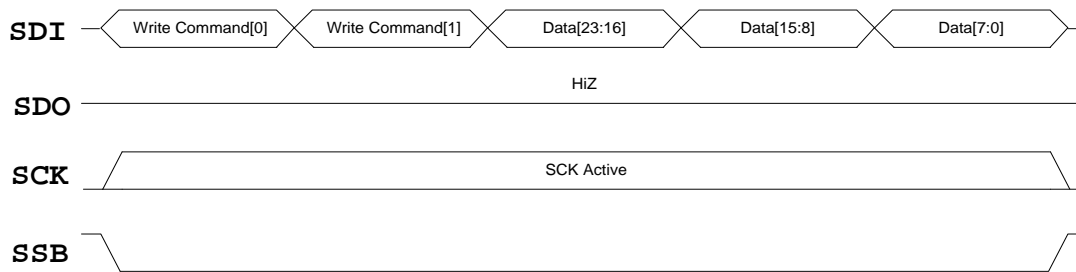 SDI Write Command[0] Write Command[1] Data[23:16] Data[15:8] Data[7:0]
HiZ
SDO
SCK SCK Active
SSB